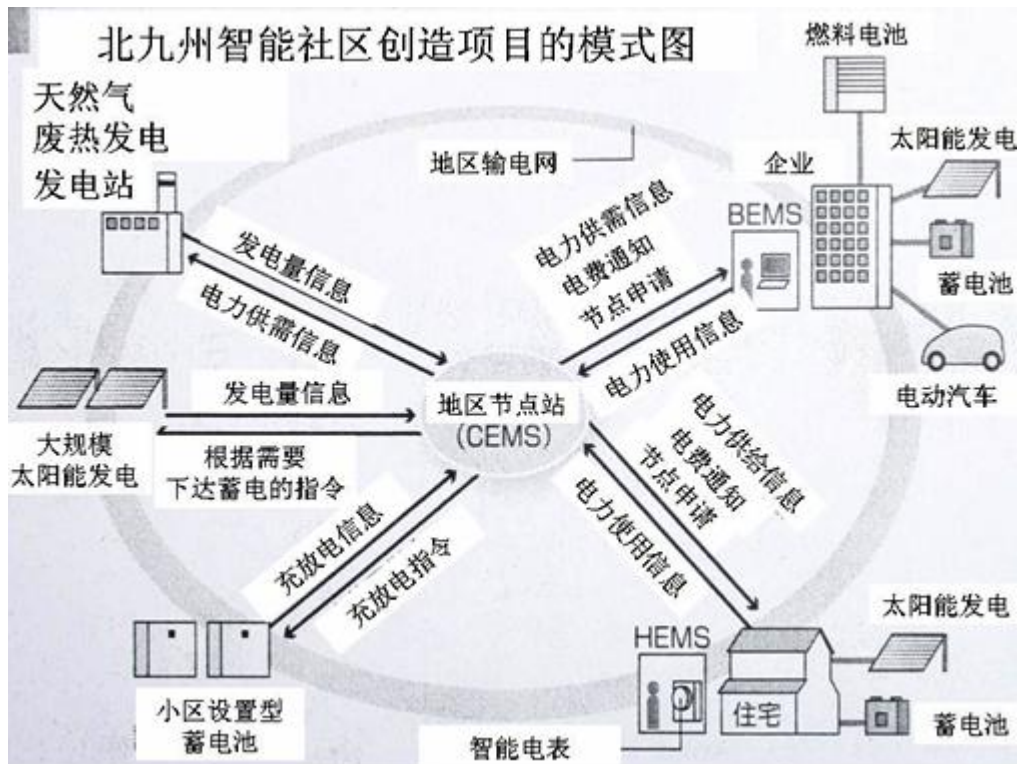 北九州智能社区创造项目的模式图
天然气
废热发电
发电站
地区输电网
燃料电池
企业
太阳能发电
BEMS
蓄电池
电动汽车
发电量信息
电力供需信息
电力供需信息
电费通知
节点申请
电力使用信息
发电量信息
根据需要
下达蓄电的指令
大规模
太阳能发电
地区节点站
(CEMS)
电力供给信息
电费通知
节点申请
电力使用信息
充放电信息
充放电指令
小区设置型
蓄电池
HEMS
智能电表
住宅
太阳能发电
蓄电池